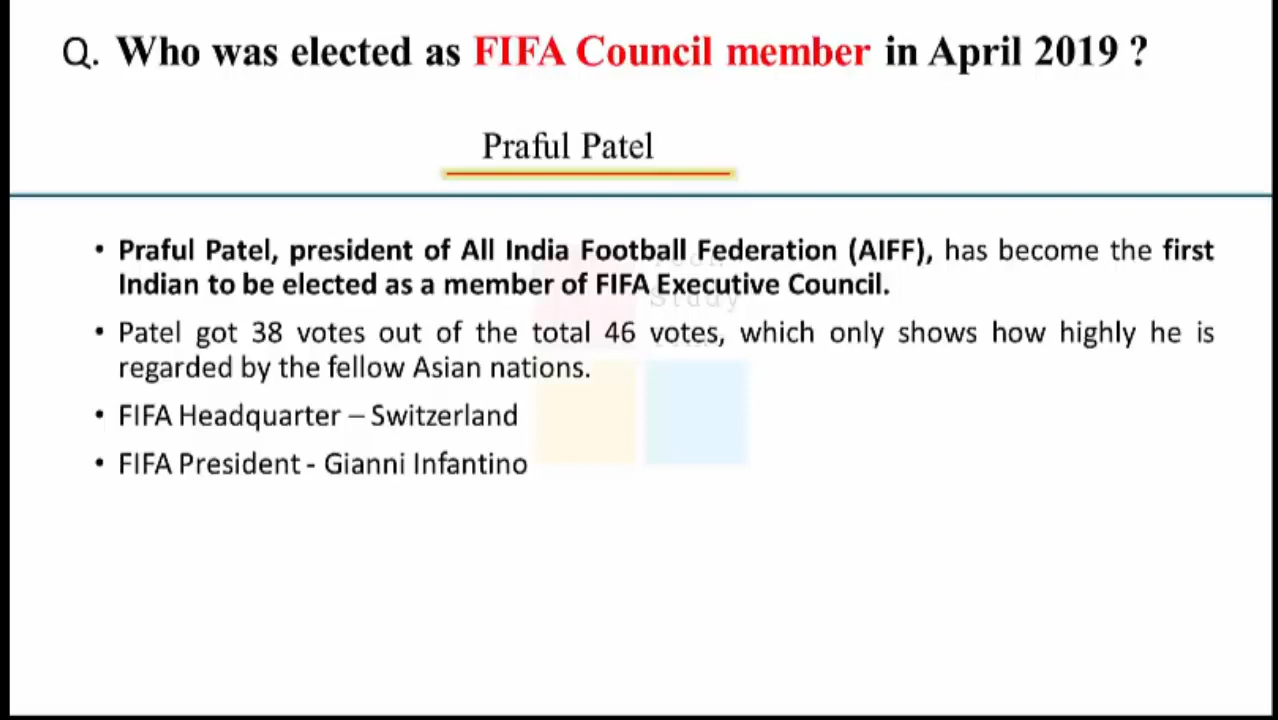 Q. Who was elected as FIFA Council member in April 2019 ?
Praful Patel
• Praful Patel, president of All India Football Federation (AIFF), has become the first
Indian to be elected as a member of FIFA Executive Council.
• Patel got 38 votes out of the total 46 votes, which only shows how highly he is
regarded by the fellow Asian nations.
• FIFA Headquarter – Switzerland
• FIFA President - Gianni Infantino
Study